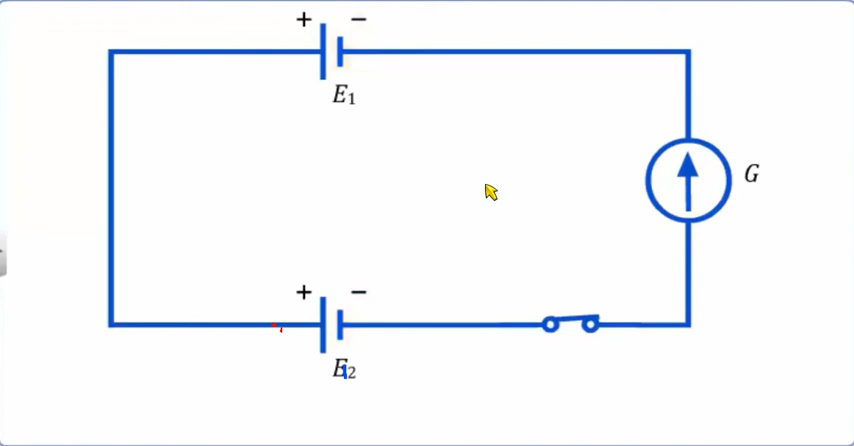 + −
E₁
G
+ −
E₂